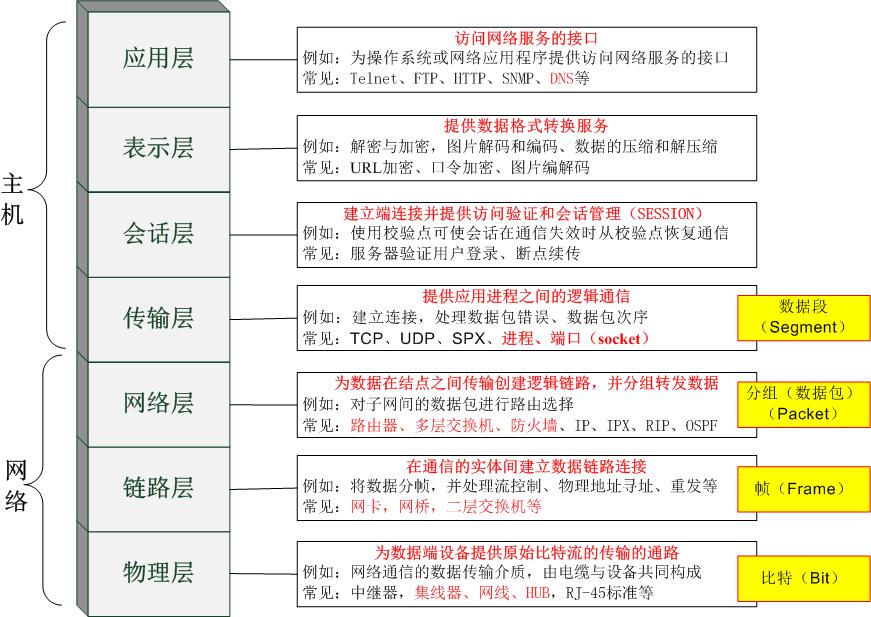 主机
应用层
访问网络服务的接口
例如：为操作系统或网络应用程序提供访问网络服务的接口
常见：Telnet、FTP、HTTP、SNMP、DNS等
表示层
提供数据格式转换服务
例如：解密与加密，图片解码和编码、数据的压缩和解压缩
常见：URL加密、口令加密、图片编解码
会话层
建立端连接并提供访问验证和会话管理（SESSION）
例如：使用校验点可使会话在通信失效时从校验点恢复通信
常见：服务器验证用户登录、断点续传
传输层
提供应用进程之间的逻辑通信
例如：建立连接，处理数据包错误、数据包次序
常见：TCP、UDP、SPX、进程、端口（socket）
数据段
（Segment）
网络
网络层
为数据在结点之间传输创建逻辑链路，并分组转发数据
例如：对子网间的数据包进行路由选择
常见：路由器、多层交换机、防火墙、IP、IPX、RIP、OSPF
分组（数据包）
（Packet）
链路层
在通信的实体间建立数据链路连接
例如：将数据分帧，并处理流控制、物理地址寻址、重发等
常见：网卡，网桥，二层交换机等
帧（Frame）
物理层
为数据端设备提供原始比特流的传输的通路
例如：网络通信的数据传输介质，由电缆与设备共同构成
常见：中继器，集线器、网线、HUB，RJ-45标准等
比特（Bit）